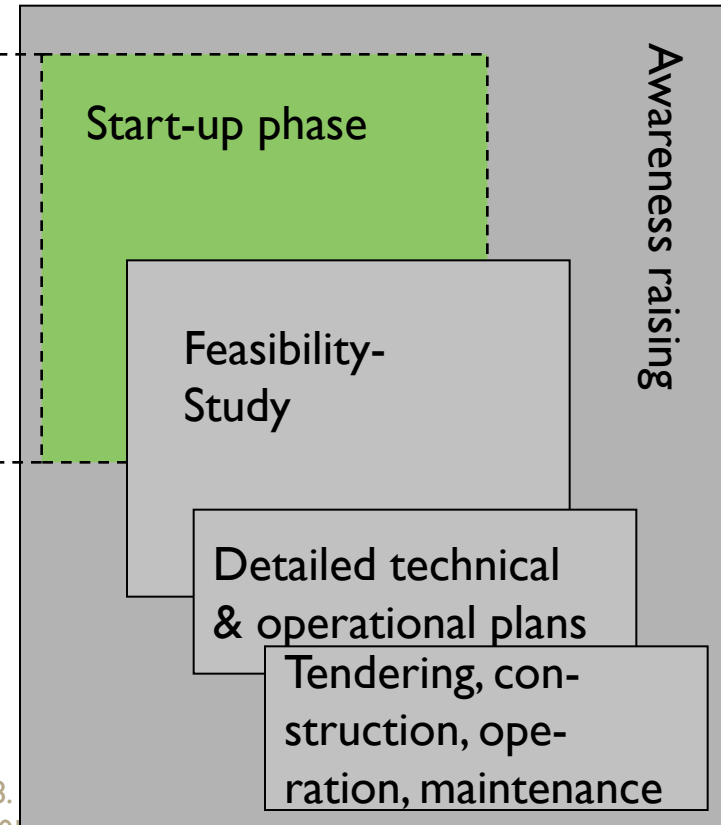 Awareness raising
Start-up phase
Feasibility-
Study
Detailed technical
& operational plans
Tendering, con-
struction, ope-
ration, maintenance